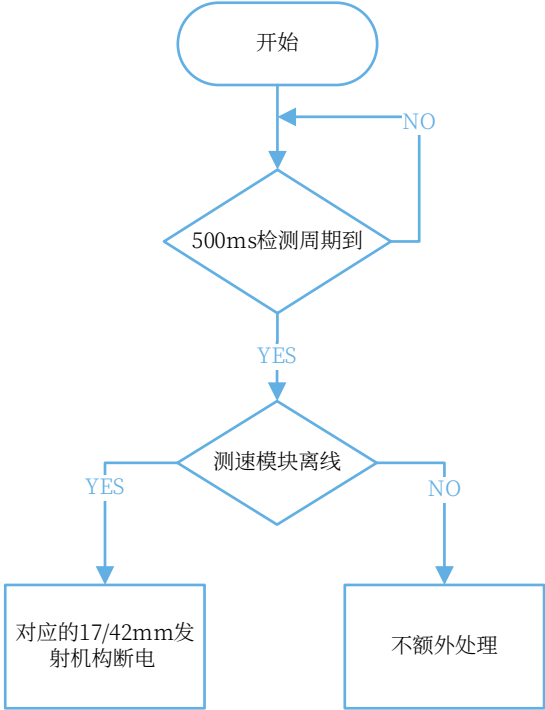 开始
NO
500ms检测周期到
YES
测速模块离线
YES
NO
对应的17/42mm发
射机构断电
不额外处理